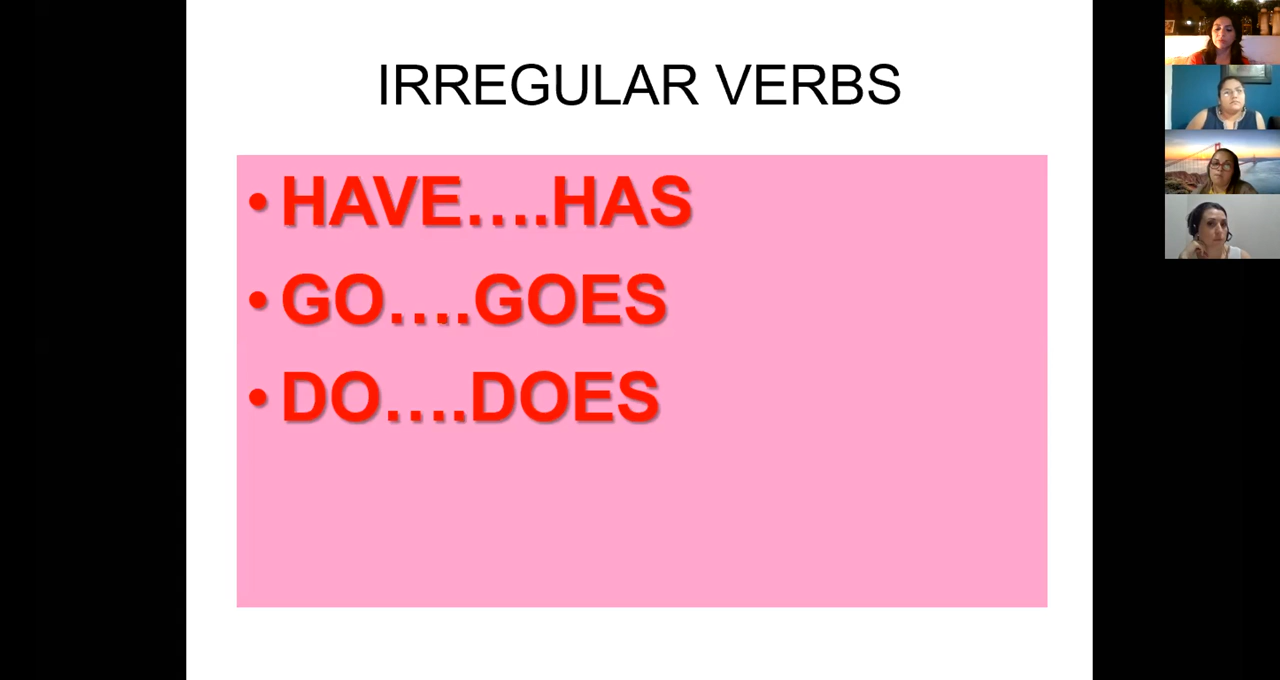 IRREGULAR VERBS
• HAVE….HAS
• GO….GOES
• DO….DOES